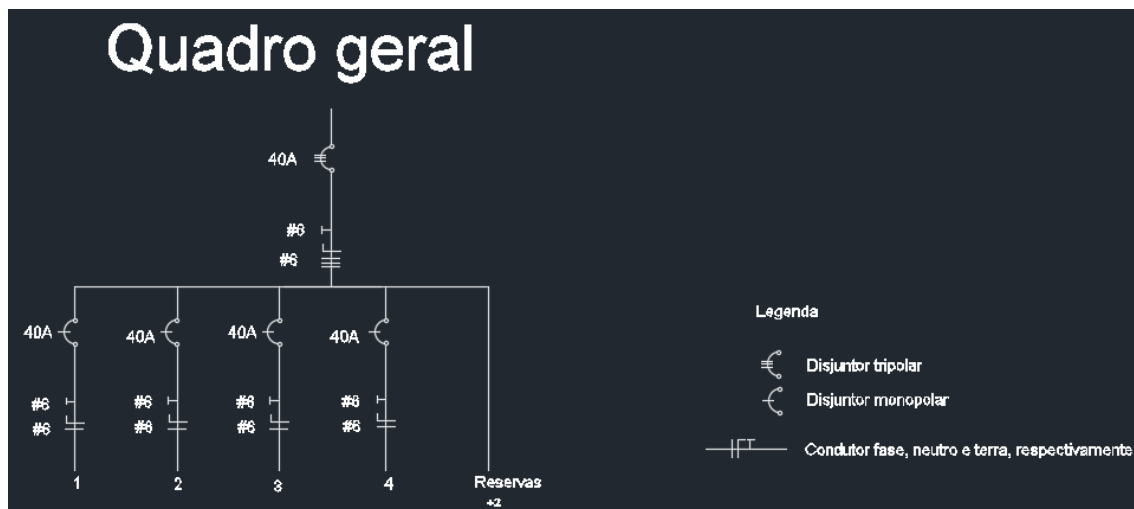 Quadro geral
40A
#6
#6
40A
40A
40A
40A
#6
#6
#6
#6
#6
#6
#6
#6
1
2
3
4
Reservas
+2
Legenda
Disjuntor tripolar
Disjuntor monopolar
Condutor fase, neutro e terra, respectivamente